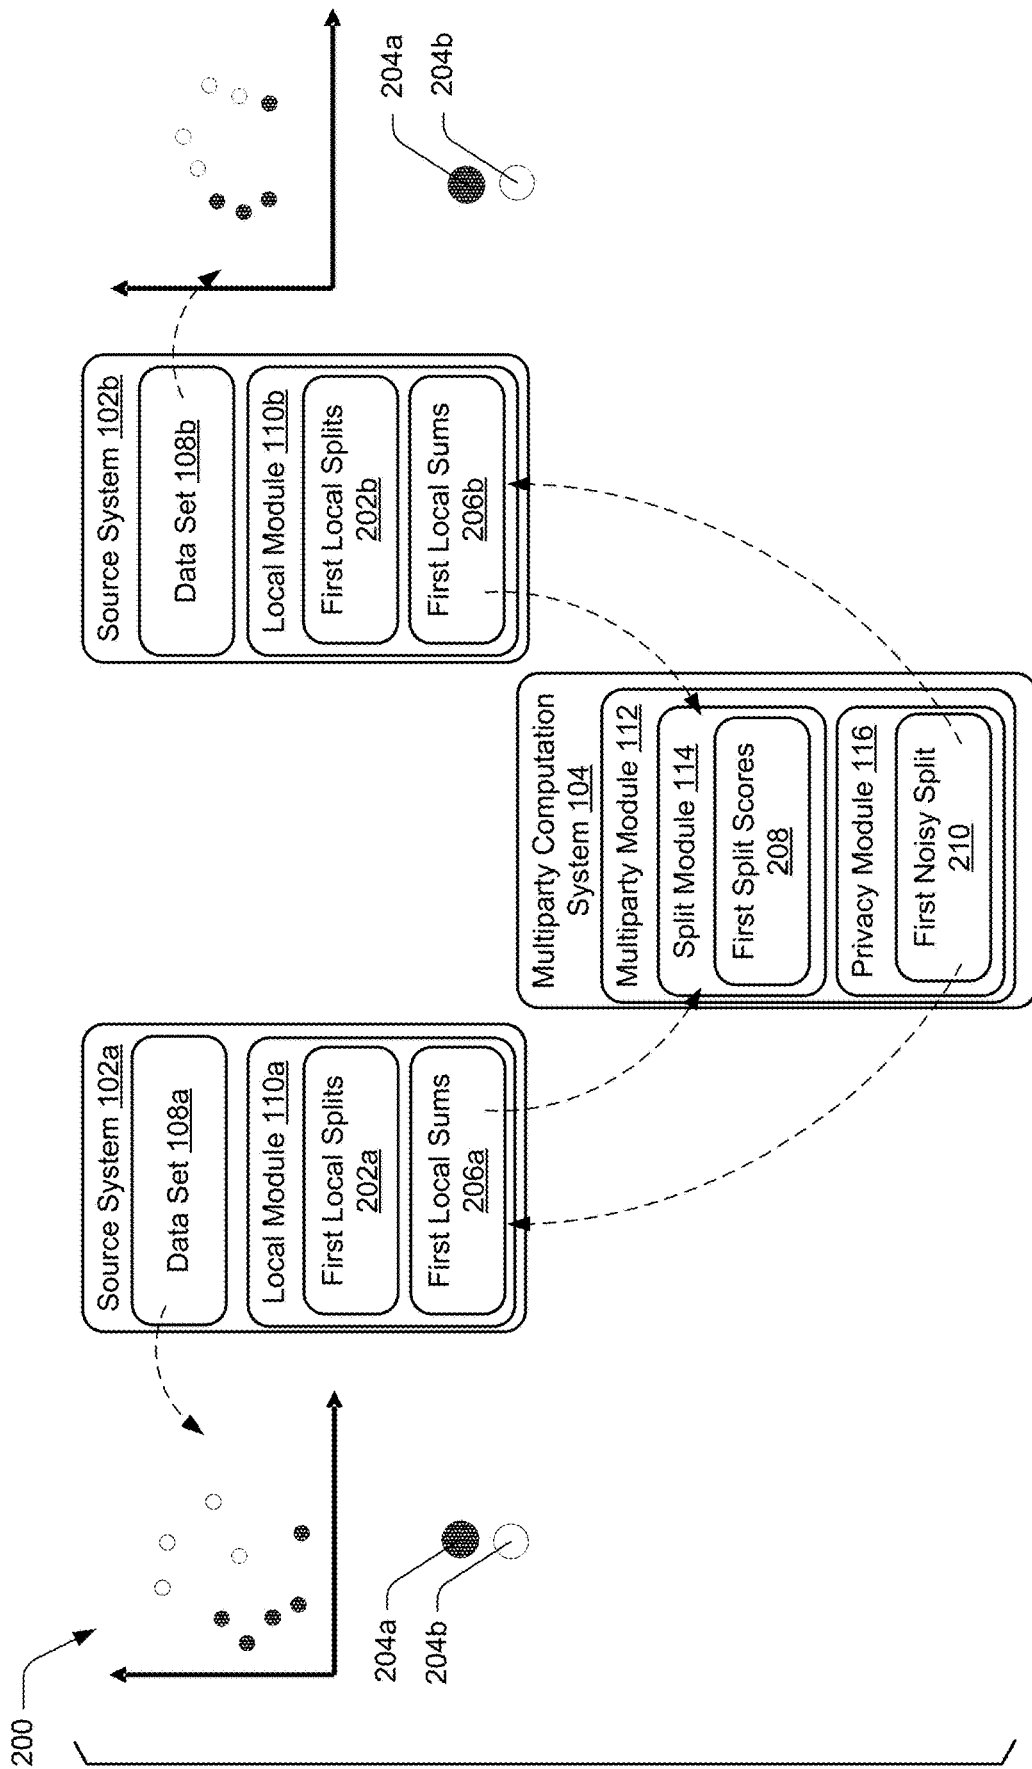 200
204a
204b
Source System 102a
Data Set 108a
Local Module 110a
First Local Splits
202a
First Local Sums
206a
Multiparty Computation
System 104
Multiparty Module 112
Split Module 114
First Split Scores
208
Privacy Module 116
First Noisy Split
210
Source System 102b
Data Set 108b
Local Module 110b
First Local Splits
202b
First Local Sums
206b
204a
204b